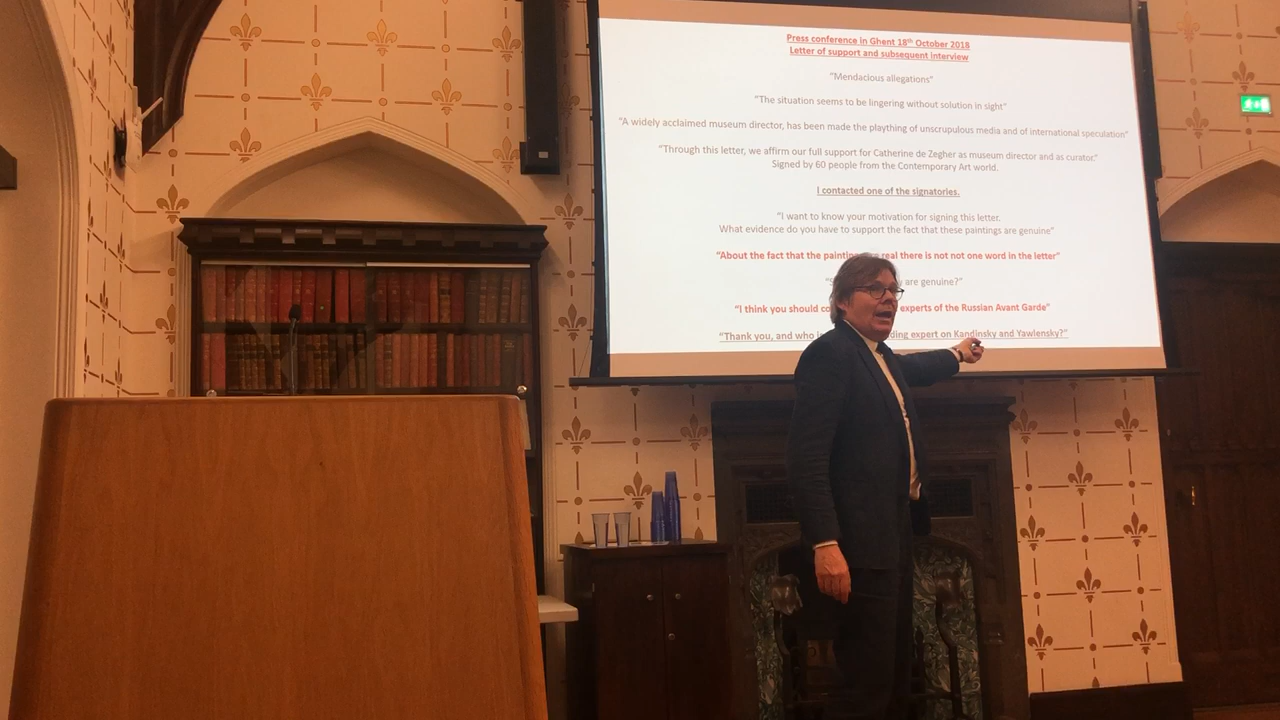 Press conference in Ghent 18th October 2018
Letter of support and subsequent interview
"Mendacious allegations"
"The situation seems to be lingering without solution in sight"
"A widely acclaimed museum director, has been made the plaything of unscrupulous media and of international speculation"
"Through this letter, we affirm our full support for Catherine de Zegher as museum director and as curator."
Signed by 60 people from the Contemporary Art world.
I contacted one of the signatories.
"I want to know your motivation for signing this letter.
What evidence do you have to support the fact that these paintings are genuine"
"About the fact that the real there is not not one word in the letter"
are genuine?"
"I think you should experts of the Russian Avant Garde"
"Thank you, and who expert on Kandinsky and Yawlensky?"